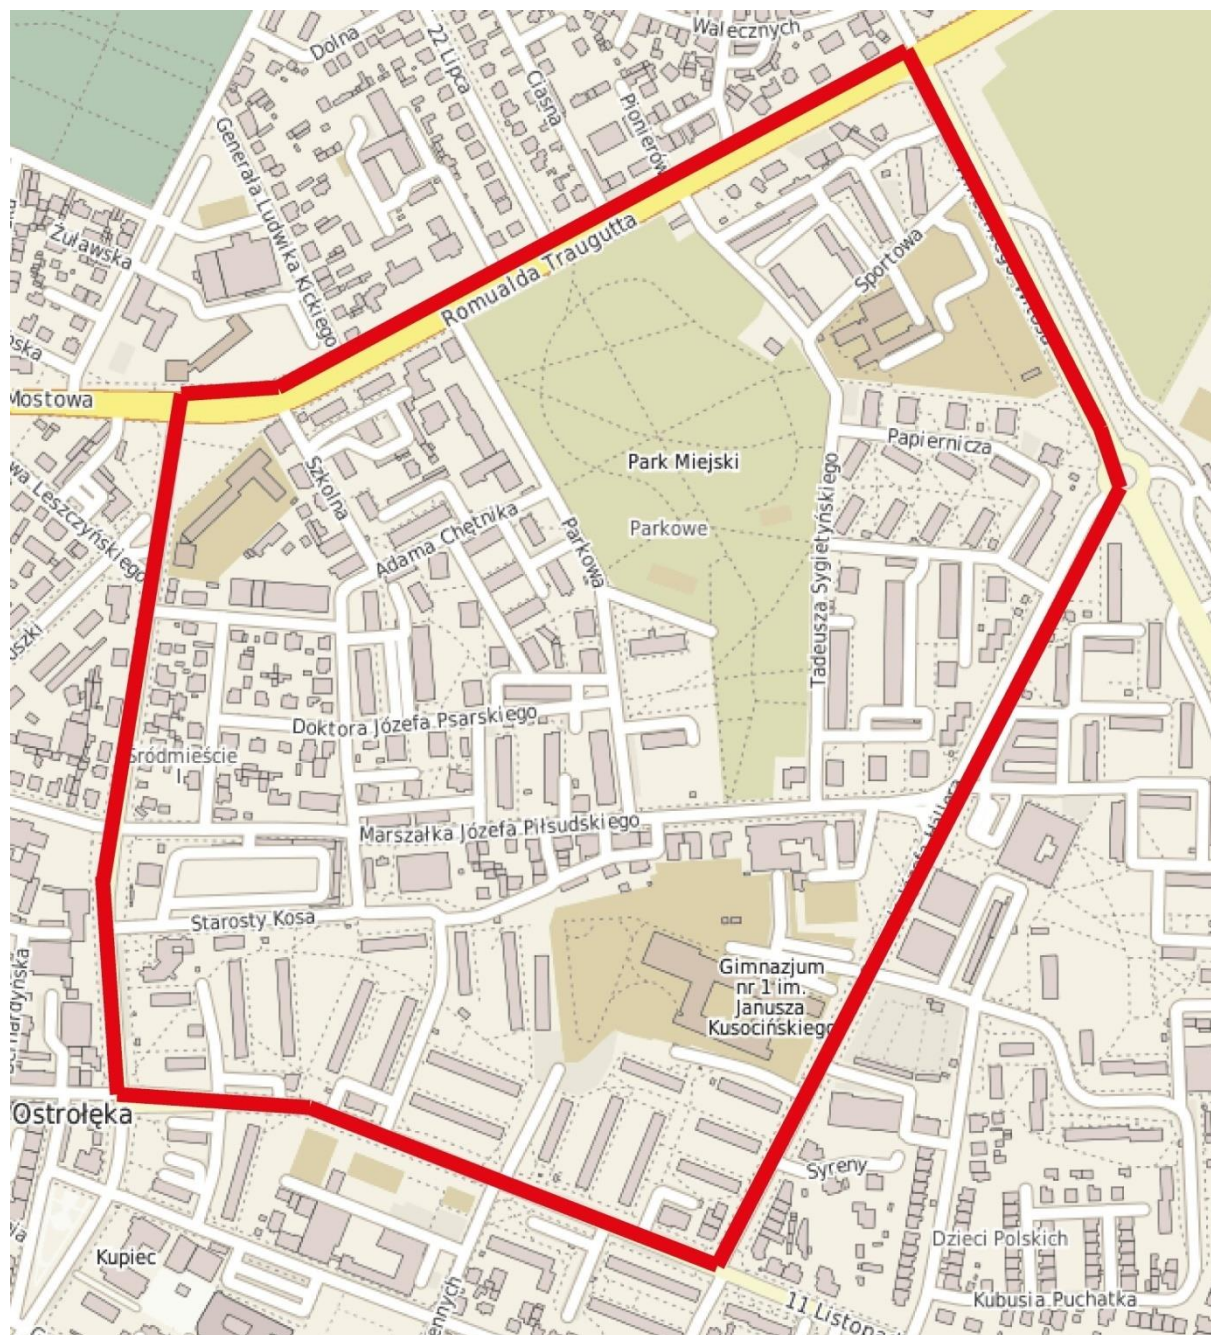 Walecznych
Dolna
22 Lipca
Ciasna
Pionierów
Generała Ludwika Kickiego
Żuławska
Sportowa
Romualda Traugutta
Mostowa
Papiernicza
Park Miejski
Szkolna
Parkowe
Adama Chętnika
Parkowa
Tadeusza Sygietyńskiego
Doktora Józefa Psarskiego
Śródmieście
I
Marszałka Józefa Piłsudskiego
Starosty Kosa
Gimnazjum
nr 1 im.
Janusza
Kusocińskiego
Ostrołęka
Syreny
Dzieci Polskich
Kupiec
Kubusia Puchatka